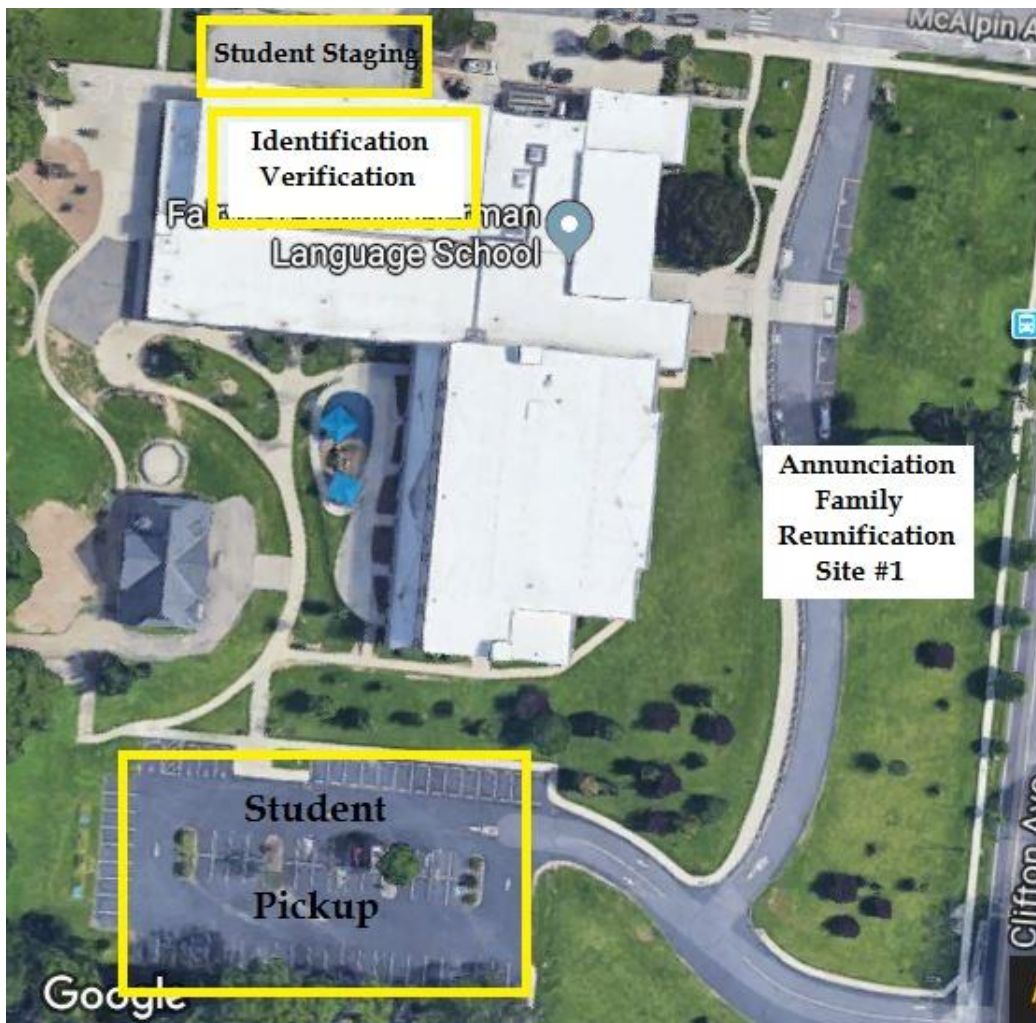 McAlpin A
Student Staging
Identification
Verification
Language School
Annunciation
Family
Reunification
Site #1
Student
Pickup
Clifton Ave
Google